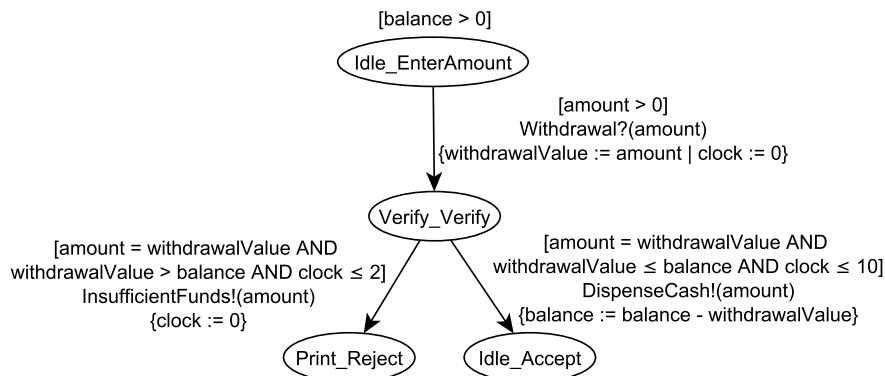 [balance > 0]
Idle_EnterAmount
[amount > 0]
Withdrawal?(amount)
{withdrawalValue := amount | clock := 0}
Verify_Verify
[amount = withdrawalValue AND
withdrawalValue > balance AND clock ≤ 2]
InsufficientFunds!(amount)
{clock := 0}
[amount = withdrawalValue AND
withdrawalValue ≤ balance AND clock ≤ 10]
DispenseCash!(amount)
{balance := balance - withdrawalValue}
Print_Reject
Idle_Accept